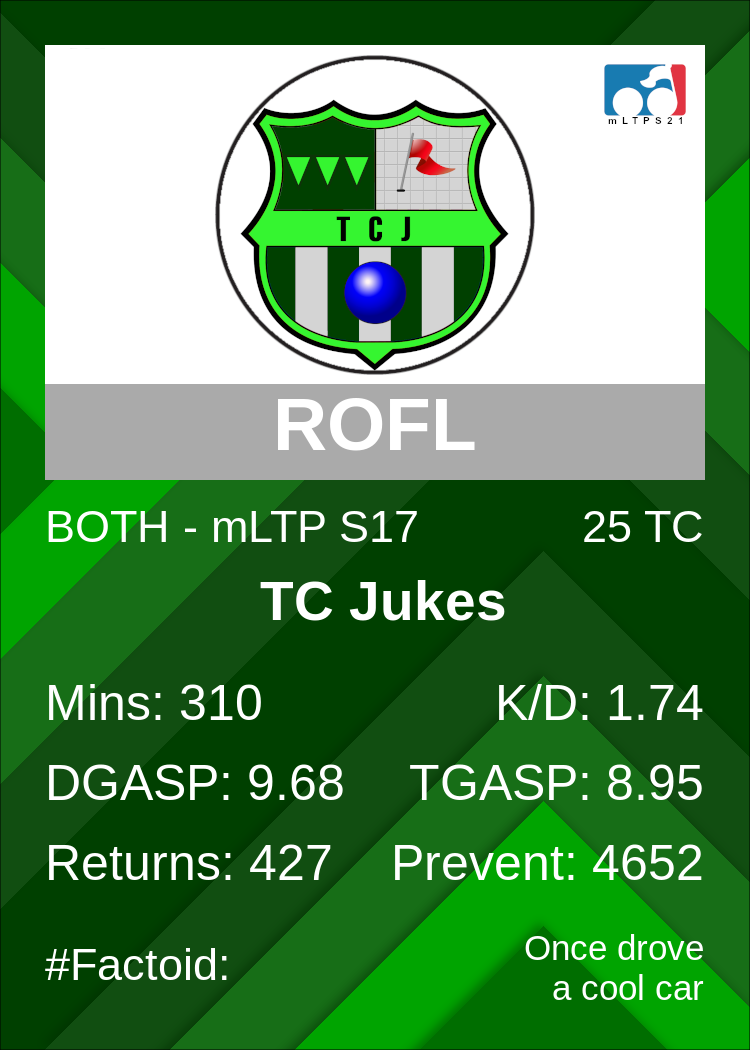 mLTPS21
TCJ
ROFL
BOTH - mLTP S17 25 TC
TC Jukes
Mins: 310 K/D: 1.74
DGASP: 9.68 TGASP: 8.95
Returns: 427 Prevent: 4652
#Factoid: Once drove
a cool car